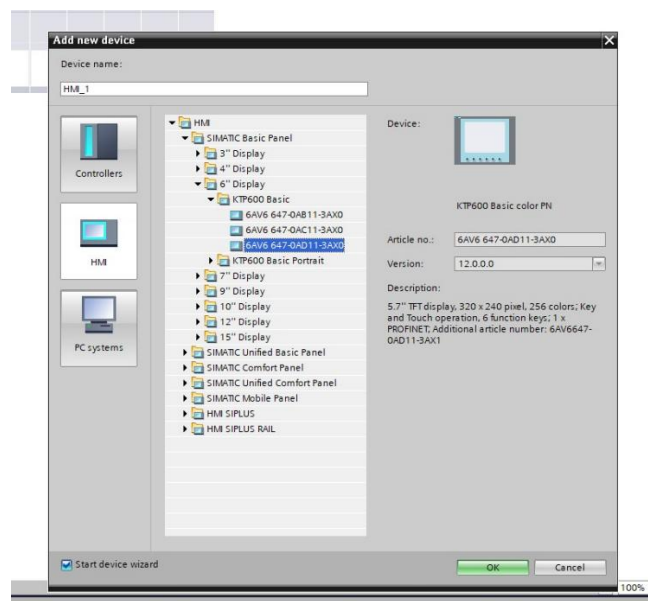 Add new device
Device name:
HMI_1
Controllers
HMI
PC systems
HMI
SIMATIC Basic Panel
3" Display
4" Display
6" Display
KTP600 Basic
6AV6 647-0AB11-3AX0
6AV6 647-0AC11-3AX0
6AV6 647-0AD11-3AX0
KTP600 Basic Portrait
7" Display
9" Display
10" Display
12" Display
15" Display
SIMATIC Unified Basic Panel
SIMATIC Comfort Panel
SIMATIC Unified Comfort Panel
SIMATIC Mobile Panel
HMI SIPLUS
HMI SIPLUS RAIL
Device:
KTP600 Basic color PN
Article no.: 6AV6 647-0AD11-3AX0
Version: 12.0.0.0
Description:
5.7" TFT display, 320 x 240 pixel, 256 colors; Key
and Touch operation, 6 function keys; 1 x
PROFINET; Additional article number: 6AV6647-
0AD11-3AX1
Start device wizard
OK Cancel
100%